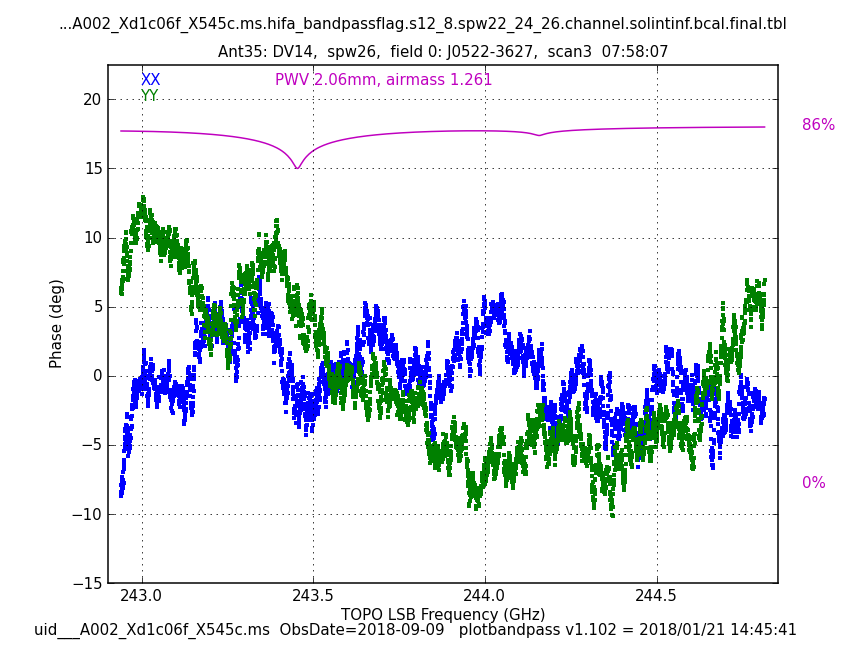 ...A002_Xd1c06f_X545c.ms.hifa_bandpassflag.s12_8.spw22_24_26.channel.solintinf.bcal.final.tbl
Ant35: DV14, spw26, field 0: J0522-3627, scan3 07:58:07
XX
PWV 2.06mm, airmass 1.261
YY
20
86%
15
10
5
Phase (deg)
0
−5
0%
−10
−15
243.0
243.5
244.0
244.5
TOPO LSB Frequency (GHz)
uid___A002_Xd1c06f_X545c.ms ObsDate=2018-09-09 plotbandpass v1.102 = 2018/01/21 14:45:41